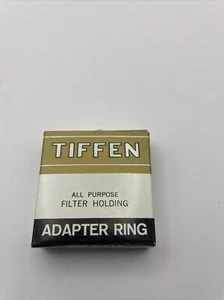 TIFFEN
ALL PURPOSE
FILTER HOLDING
ADAPTER RING